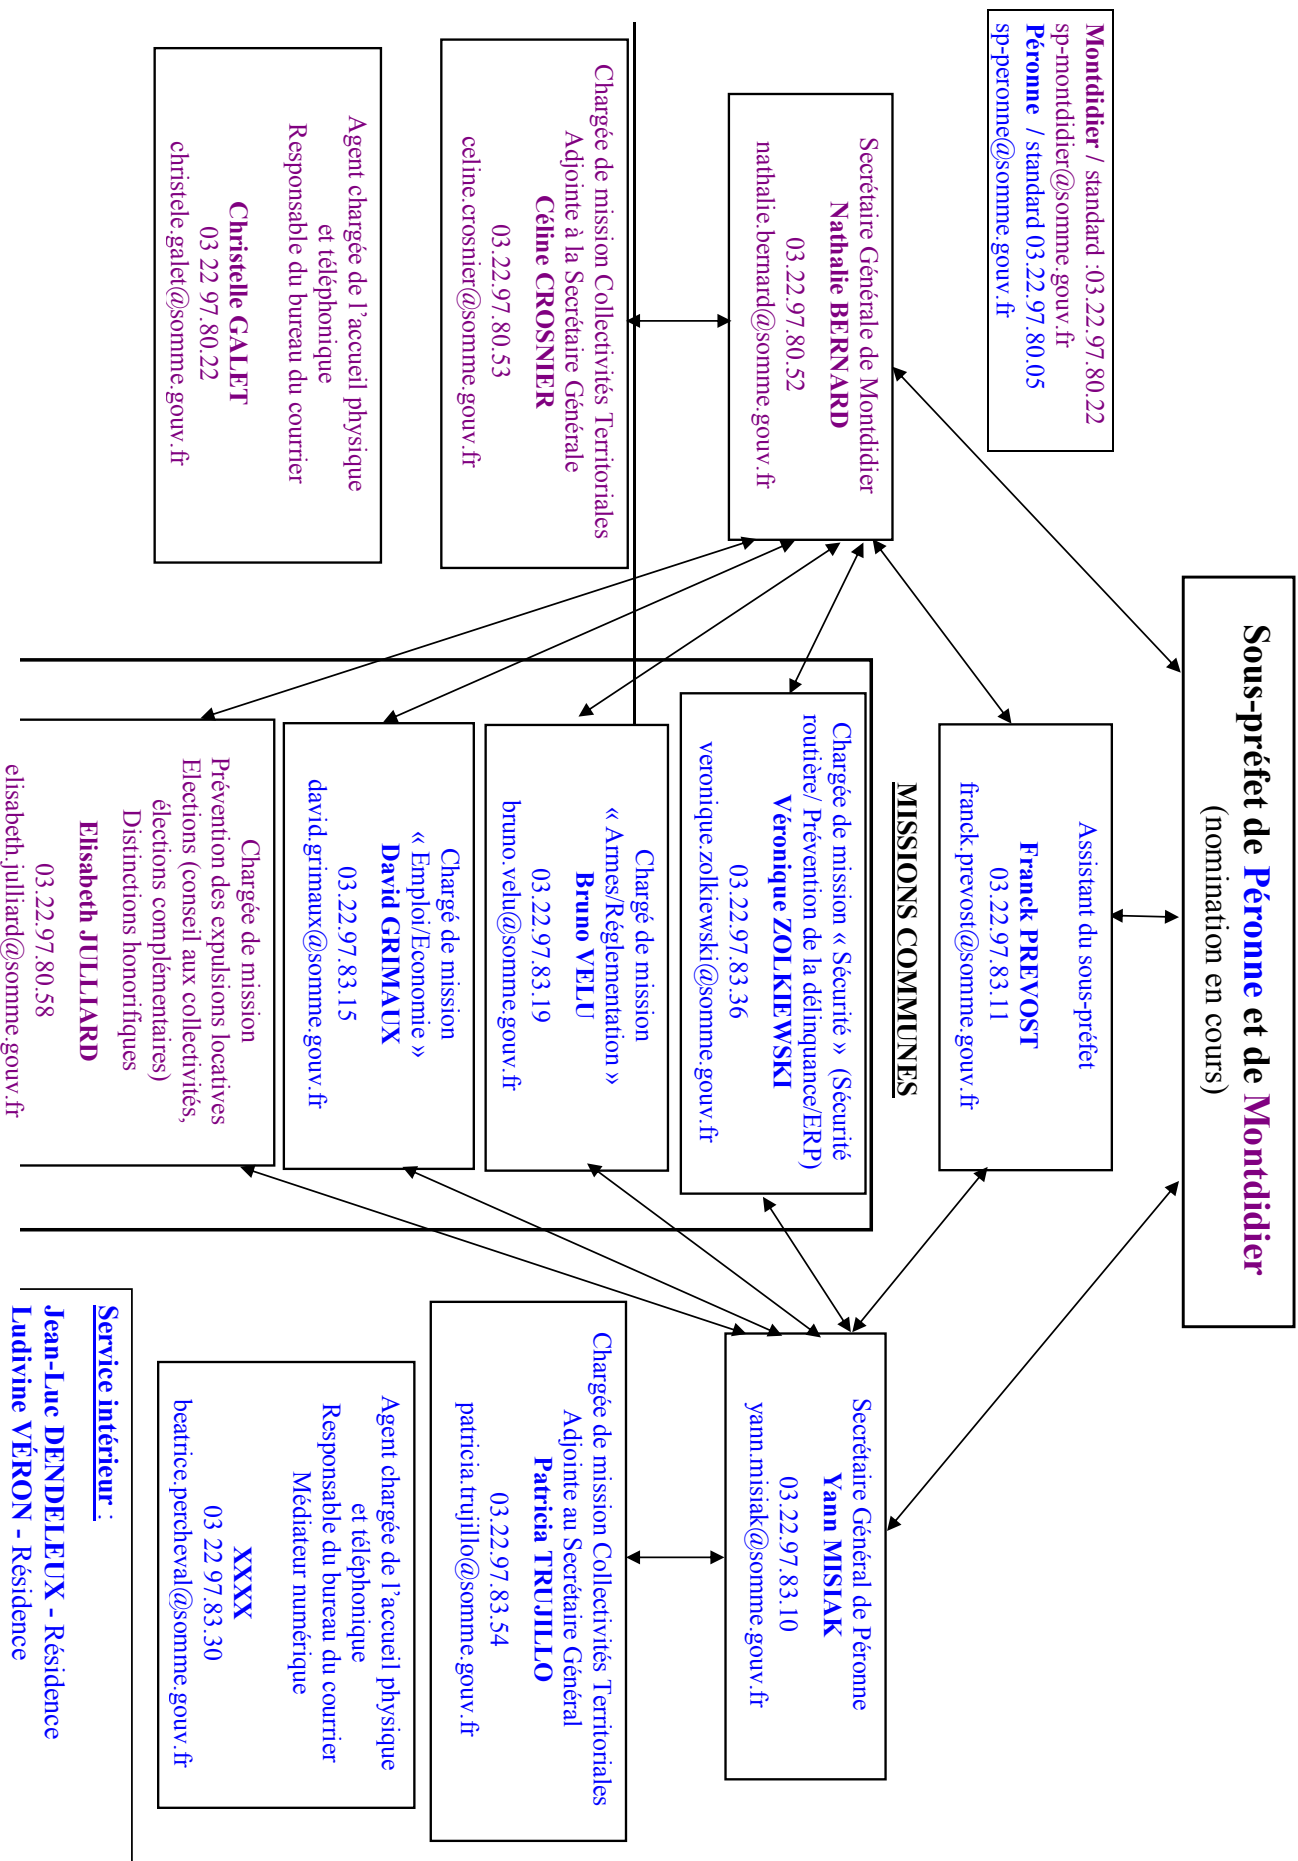 Sous-préfet de Péronne et de Montdidier
(nomination en cours)
Montdidier / standard :03.22.97.80.22
sp-montdidier@somme.gouv.fr
Péronne / standard 03.22.97.80.05
sp-peronne@somme.gouv.fr
Assistant du sous-préfet
Franck PREVOST
03.22.97.83.11
franck.prevost@somme.gouv.fr
Secrétaire Générale de Montdidier
Nathalie BERNARD
03.22.97.80.52
nathalie.bernard@somme.gouv.fr
MISSIONS COMMUNES
Secrétaire Général de Péronne
Yann MISIAK
03.22.97.83.10
yann.misiak@somme.gouv.fr
Chargée de mission « Sécurité » (Sécurité
routière/ Prévention de la délinquance/ERP)
Véronique ZOLKIEWSKI
03.22.97.83.36
veronique.zolkiewski@somme.gouv.fr
Chargée de mission Collectivités Territoriales
Adjointe à la Secrétaire Générale
Céline CROSNIER
03.22.97.80.53
celine.crosnier@somme.gouv.fr
Chargé de mission
« Armes/Réglementation »
Bruno VELU
03.22.97.83.19
bruno.velu@somme.gouv.fr
Chargée de mission Collectivités Territoriales
Adjointe au Secrétaire Général
Patricia TRUJILLO
03.22.97.83.54
patricia.trujillo@somme.gouv.fr
Chargé de mission
« Emploi/Economie »
David GRIMAUX
03.22.97.83.15
david.grimaux@somme.gouv.fr
Agent chargée de l’accueil physique
et téléphonique
Responsable du bureau du courrier
Christelle GALET
03 22 97.80.22
christele.galet@somme.gouv.fr
Chargée de mission
Prévention des expulsions locatives
Elections (conseil aux collectivités,
élections complémentaires)
Distinctions honorifiques
Elisabeth JULLIARD
03.22.97.80.58
elisabeth.julliard@somme.gouv.fr
Agent chargée de l’accueil physique
et téléphonique
Responsable du bureau du courrier
Médiateur numérique
XXXX
03 22 97.83.30
beatrice.percheval@somme.gouv.fr
Service intérieur :
Jean-Luc DENDELEUX - Résidence
Ludivine VÉRON - Résidence